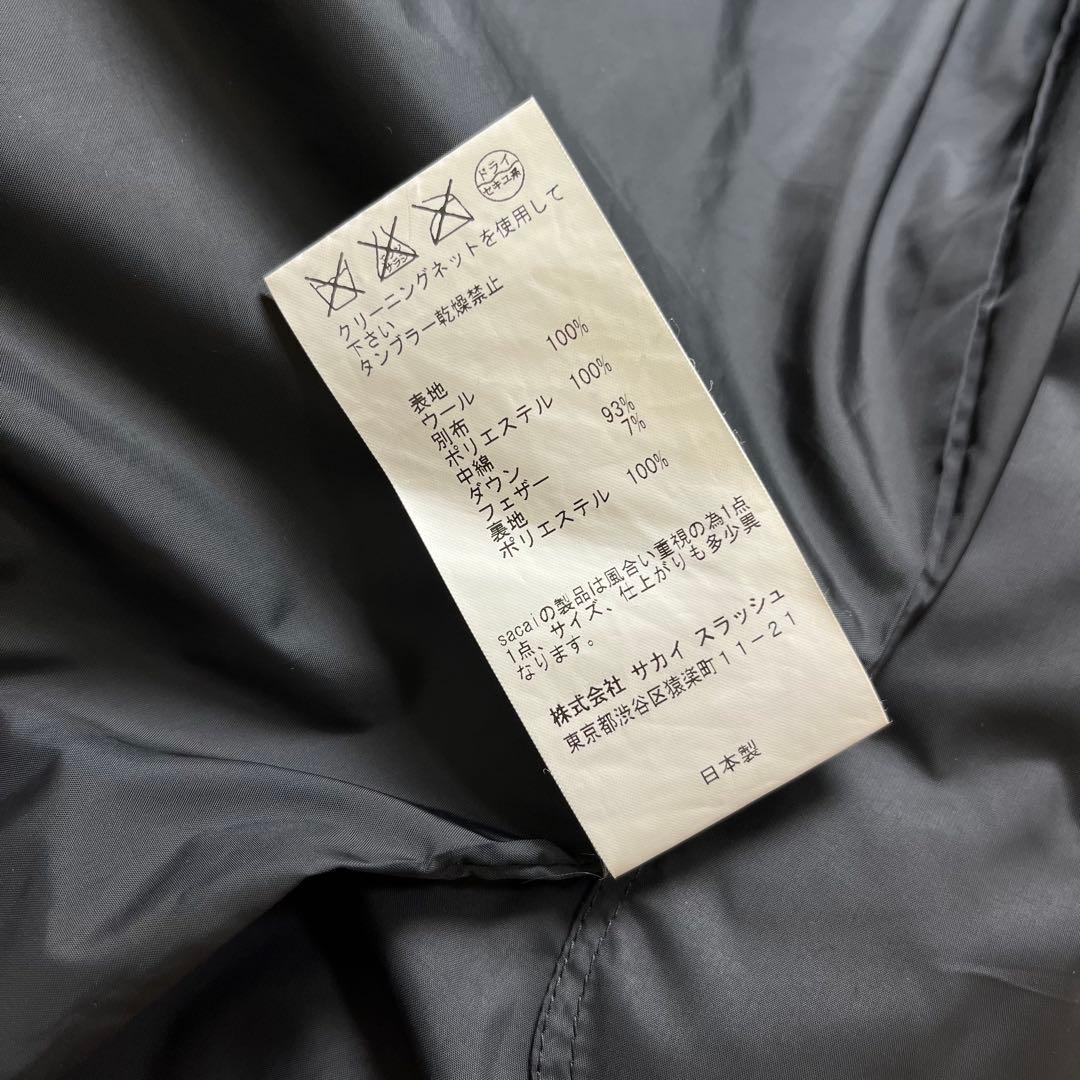 ドライ
セキユ系
エンソ
サラシ
クリーニングネットを使用して
下さい
タンブラー乾燥禁止
表地
ウール 100%
別布
ポリエステル 100%
中綿
ダウン 93%
フェザー 7%
裏地
ポリエステル 100%
sacaiの製品は風合い重視の為1点
1点、サイズ、仕上がりも多少異
なります。
株式会社 サカイ スラッシュ
東京都渋谷区猿楽町11-21
日本製